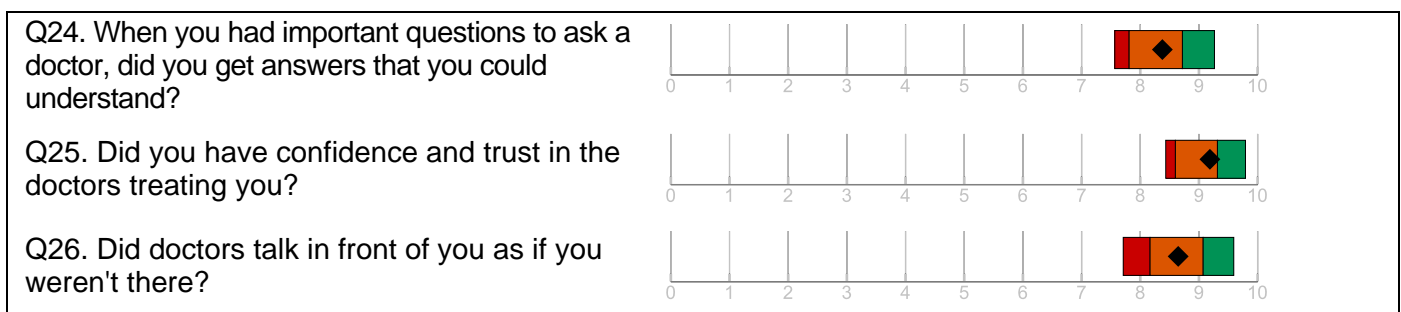 Q24. When you had important questions to ask a
doctor, did you get answers that you could
understand?
0 1 2 3 4 5 6 7 8 9 10
Q25. Did you have confidence and trust in the
doctors treating you?
0 1 2 3 4 5 6 7 8 9 10
Q26. Did doctors talk in front of you as if you
weren't there?
0 1 2 3 4 5 6 7 8 9 10